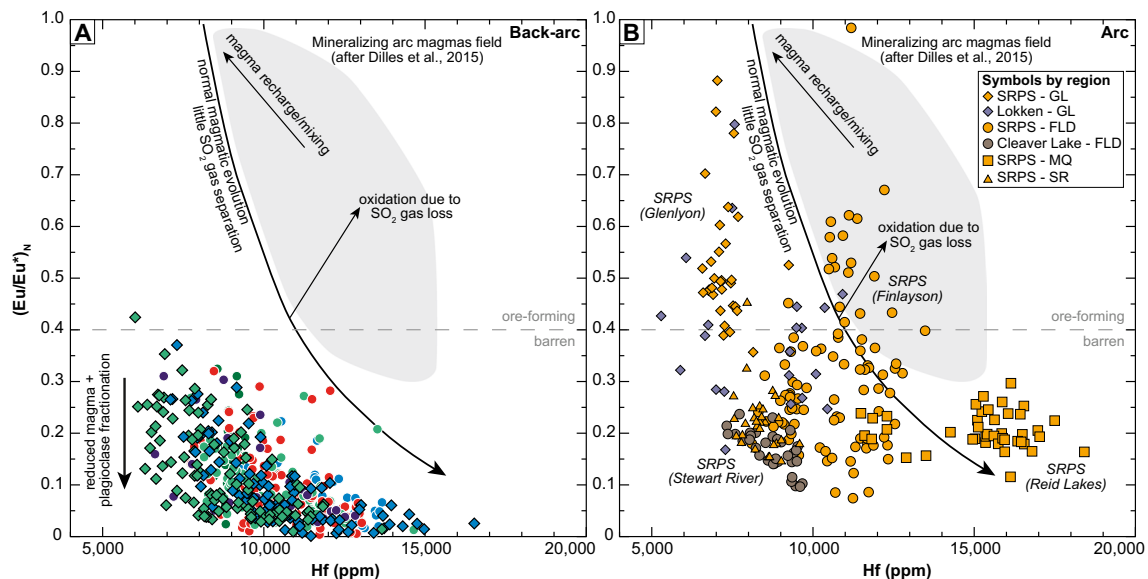 A
Back-arc
Mineralizing arc magmas field
(after Dilles et al., 2015)
magma recharge/mixing
normal magmatic evolution
little SO2 gas separation
oxidation due to
SO2 gas loss
ore-forming
barren
reduced magma +
plagioclase fractionation
(Eu/Eu*)N
1.0
0.9
0.8
0.7
0.6
0.5
0.4
0.3
0.2
0.1
0
5,000
10,000
15,000
20,000
Hf (ppm)
B
Arc
Mineralizing arc magmas field
(after Dilles et al., 2015)
Symbols by region
SRPS - GL
Lokken - GL
SRPS - FLD
Cleaver Lake - FLD
SRPS - MQ
SRPS - SR
magma recharge/mixing
normal magmatic evolution
little SO2 gas separation
oxidation due to
SO2 gas loss
SRPS
(Glenlyon)
SRPS
(Finlayson)
ore-forming
barren
SRPS
(Stewart River)
SRPS
(Reid Lakes)
1.0
0.9
0.8
0.7
0.6
0.5
0.4
0.3
0.2
0.1
0
5,000
10,000
15,000
20,000
Hf (ppm)